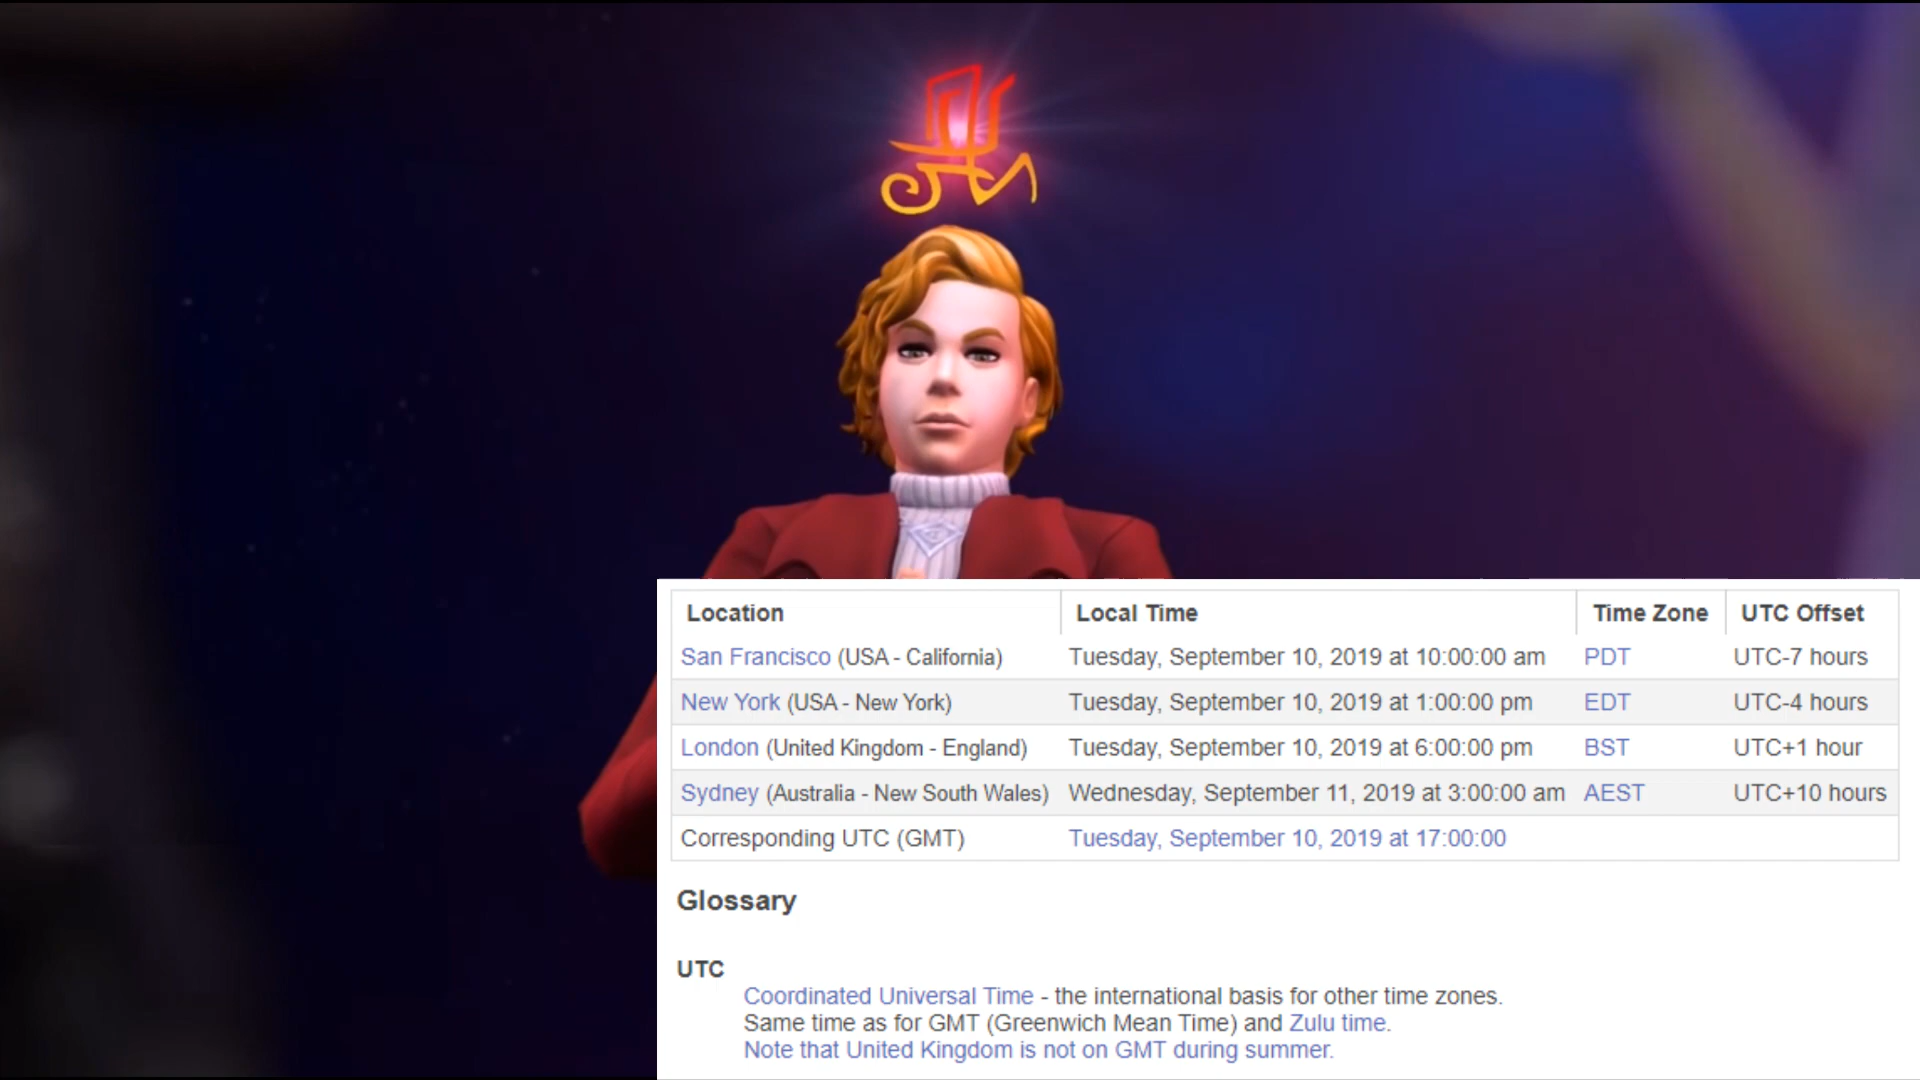 Location Local Time Time Zone UTC Offset
San Francisco (USA - California) Tuesday, September 10, 2019 at 10:00:00 am PDT UTC-7 hours
New York (USA - New York) Tuesday, September 10, 2019 at 1:00:00 pm EDT UTC-4 hours
London (United Kingdom - England) Tuesday, September 10, 2019 at 6:00:00 pm BST UTC+1 hour
Sydney (Australia - New South Wales) Wednesday, September 11, 2019 at 3:00:00 am AEST UTC+10 hours
Corresponding UTC (GMT) Tuesday, September 10, 2019 at 17:00:00
Glossary
UTC
Coordinated Universal Time - the international basis for other time zones.
Same time as for GMT (Greenwich Mean Time) and Zulu time.
Note that United Kingdom is not on GMT during summer.